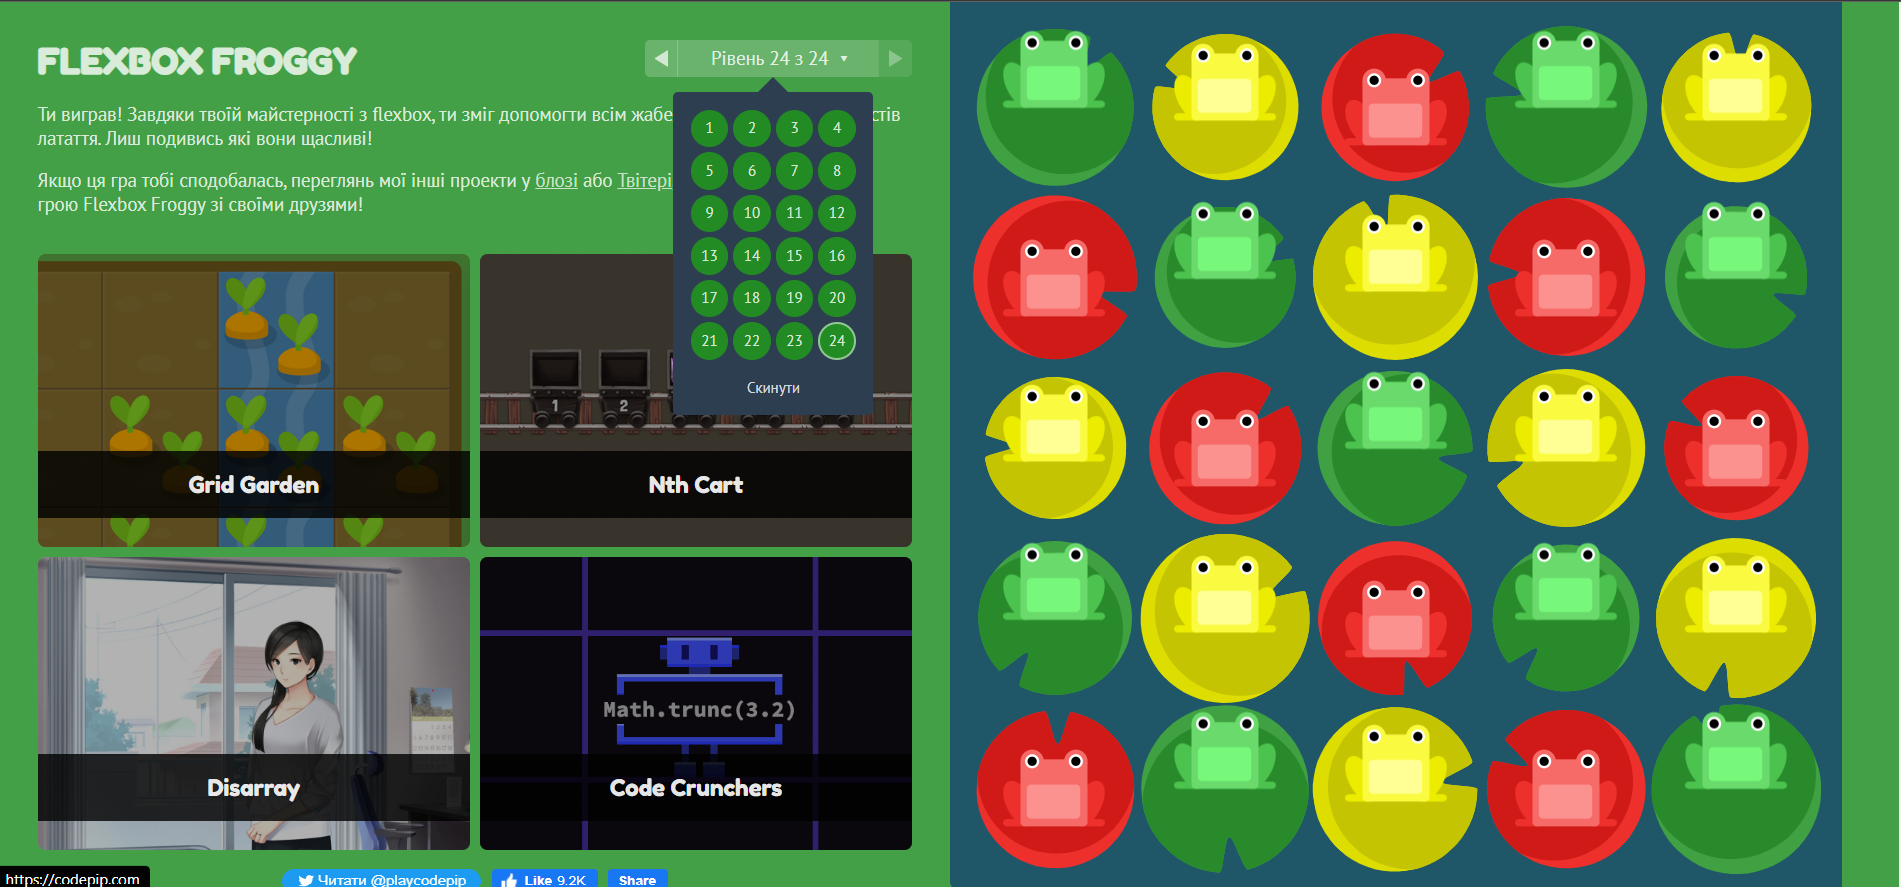 FLEXBOX FROGGY
Рівень 24 з 24
Ти виграв! Завдяки твоїй майстерності з flexbox, ти зміг допомогти всім жабе
стів
латаття. Лиш подивись які вони щасливі!
Якщо ця гра тобі сподобалась, переглянь мої інші проекти у блозі або Твітері
грою Flexbox Froggy зі своїми друзями!
1 2 3 4
5 6 7 8
9 10 11 12
13 14 15 16
17 18 19 20
21 22 23 24
Скинути
1 2
Grid Garden
Nth Cart
Math.trunc(3.2)
Disarray
Code Crunchers
https://codepip.com
Читати @playcodepip
Like 9.2K
Share